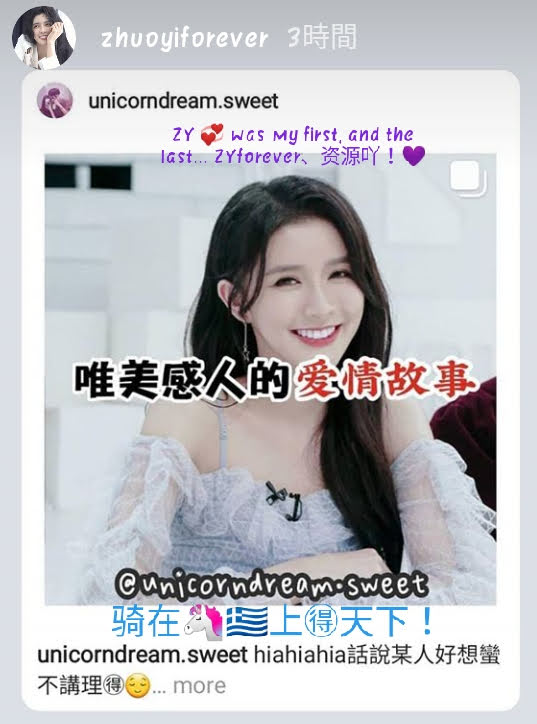 zhuoyiforever 3時間
unicorndream.sweet
ZY 💞 was my first, and the
last... ZYforever、资源吖！💜
唯美感人的爱情故事
@unicorndream.sweet
骑在🦄🇬🇷上🉐天下！
unicorndream.sweet hiahiahia話說某人好想蠻
不講理🉐😌... more